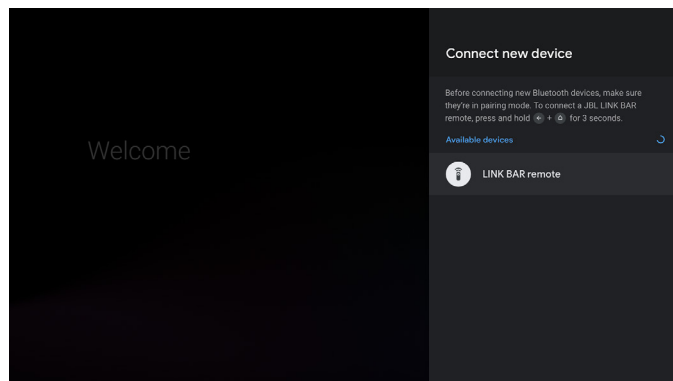 Connect new device
Before connecting new Bluetooth devices, make sure
they're in pairing mode. To connect a JBL LINK BAR
remote, press and hold + for 3 seconds.
Available devices
Welcome
LINK BAR remote